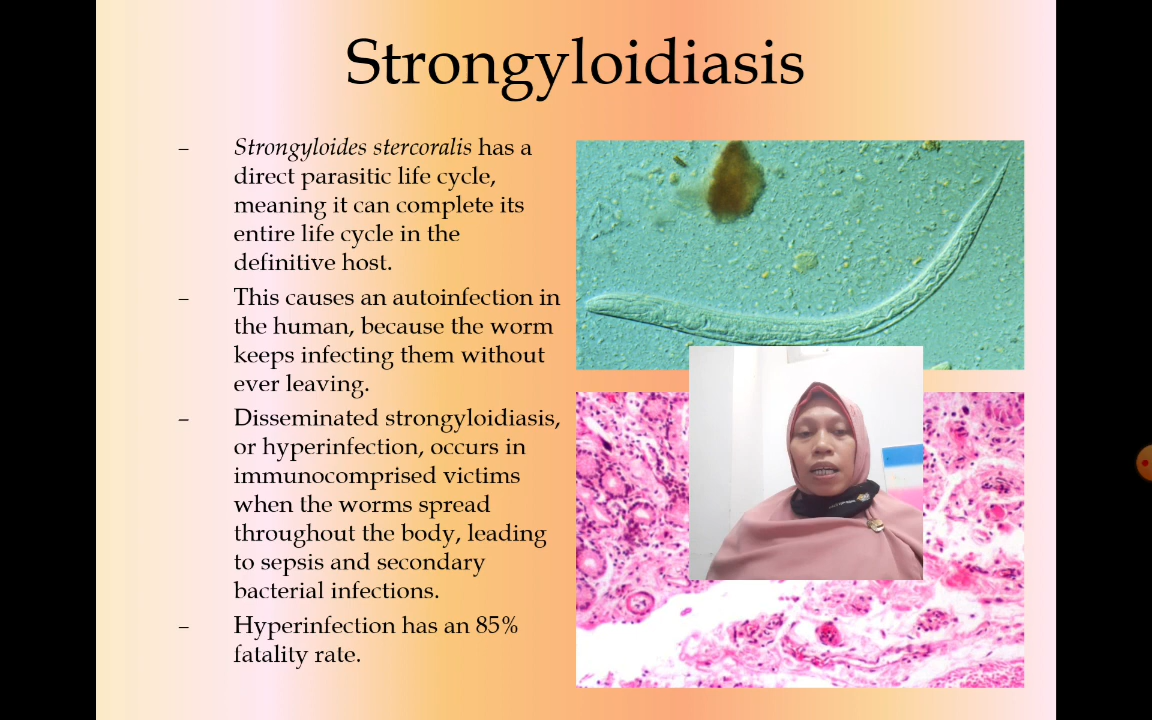 Strongyloidiasis
– Strongyloides stercoralis has a
direct parasitic life cycle,
meaning it can complete its
entire life cycle in the
definitive host.
– This causes an autoinfection in
the human, because the worm
keeps infecting them without
ever leaving.
– Disseminated strongyloidiasis,
or hyperinfection, occurs in
immunocomprised victims
when the worms spread
throughout the body, leading
to sepsis and secondary
bacterial infections.
– Hyperinfection has an 85%
fatality rate.